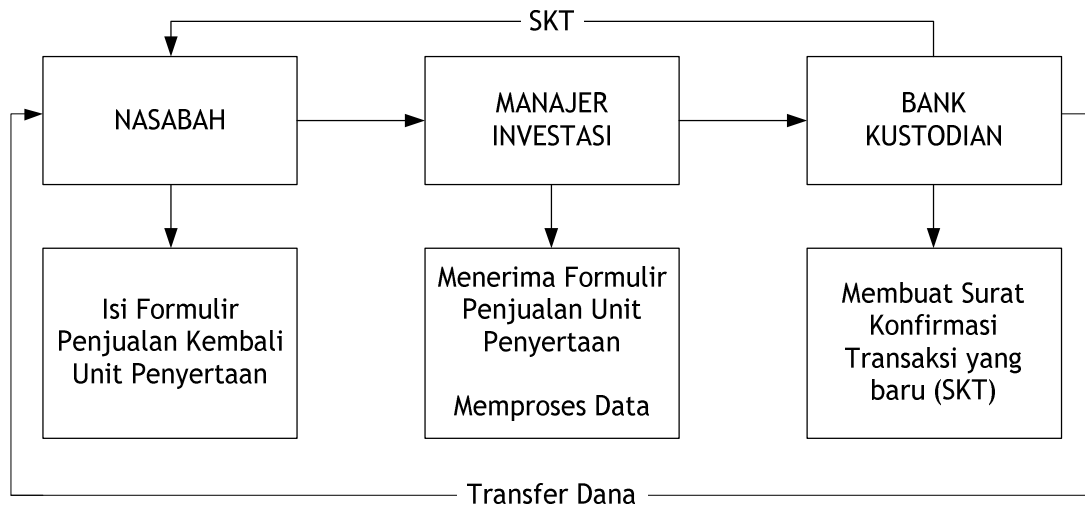 SKT
NASABAH
MANAJER
INVESTASI
BANK
KUSTODIAN
Isi Formulir
Penjualan Kembali
Unit Penyertaan
Menerima Formulir
Penjualan Unit
Penyertaan
Memproses Data
Membuat Surat
Konfirmasi
Transaksi yang
baru (SKT)
Transfer Dana